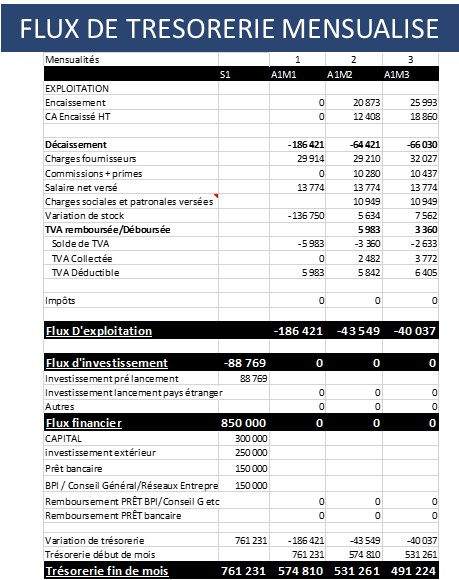 FLUX DE TRESORERIE MENSUALISE
Mensualités 1 2 3
S1 A1M1 A1M2 A1M3
EXPLOITATION
Encaissement 0 20 873 25 993
CA Encaissé HT 0 12 408 18 860
Décaissement -186 421 -64 421 -66 030
Charges fournisseurs 29 914 29 210 32 027
Commissions + primes 0 10 280 10 437
Salaire net versé 13 774 13 774 13 774
Charges sociales et patronales versées 10 949 10 949
Variation de stock -136 750 5 634 7 562
TVA remboursée/Déboursée 5 983 3 360
Solde de TVA -5 983 -3 360 -2 633
TVA Collectée 0 2 482 3 772
TVA Déductible 5 983 5 842 6 405
Impôts 0 0 0
Flux D'exploitation -186 421 -43 549 -40 037
Flux d'investissement -88 769 0 0 0
Investissement pré lancement 88 769
Investissement lancement pays étranger 0 0 0
Autres 0 0 0
Flux financier 850 000 0 0 0
CAPITAL 300 000
investissement extérieur 250 000
Prêt bancaire 150 000
BPI / Conseil Général/Réseaux Entrepre 150 000
Remboursement PRÊT BPI/Conseil G etc 0 0 0
Remboursement PRÊT bancaire 0 0 0
Variation de trésorerie 761 231 -186 421 -43 549 -40 037
Trésorerie début de mois 761 231 574 810 531 261
Trésorerie fin de mois 761 231 574 810 531 261 491 224